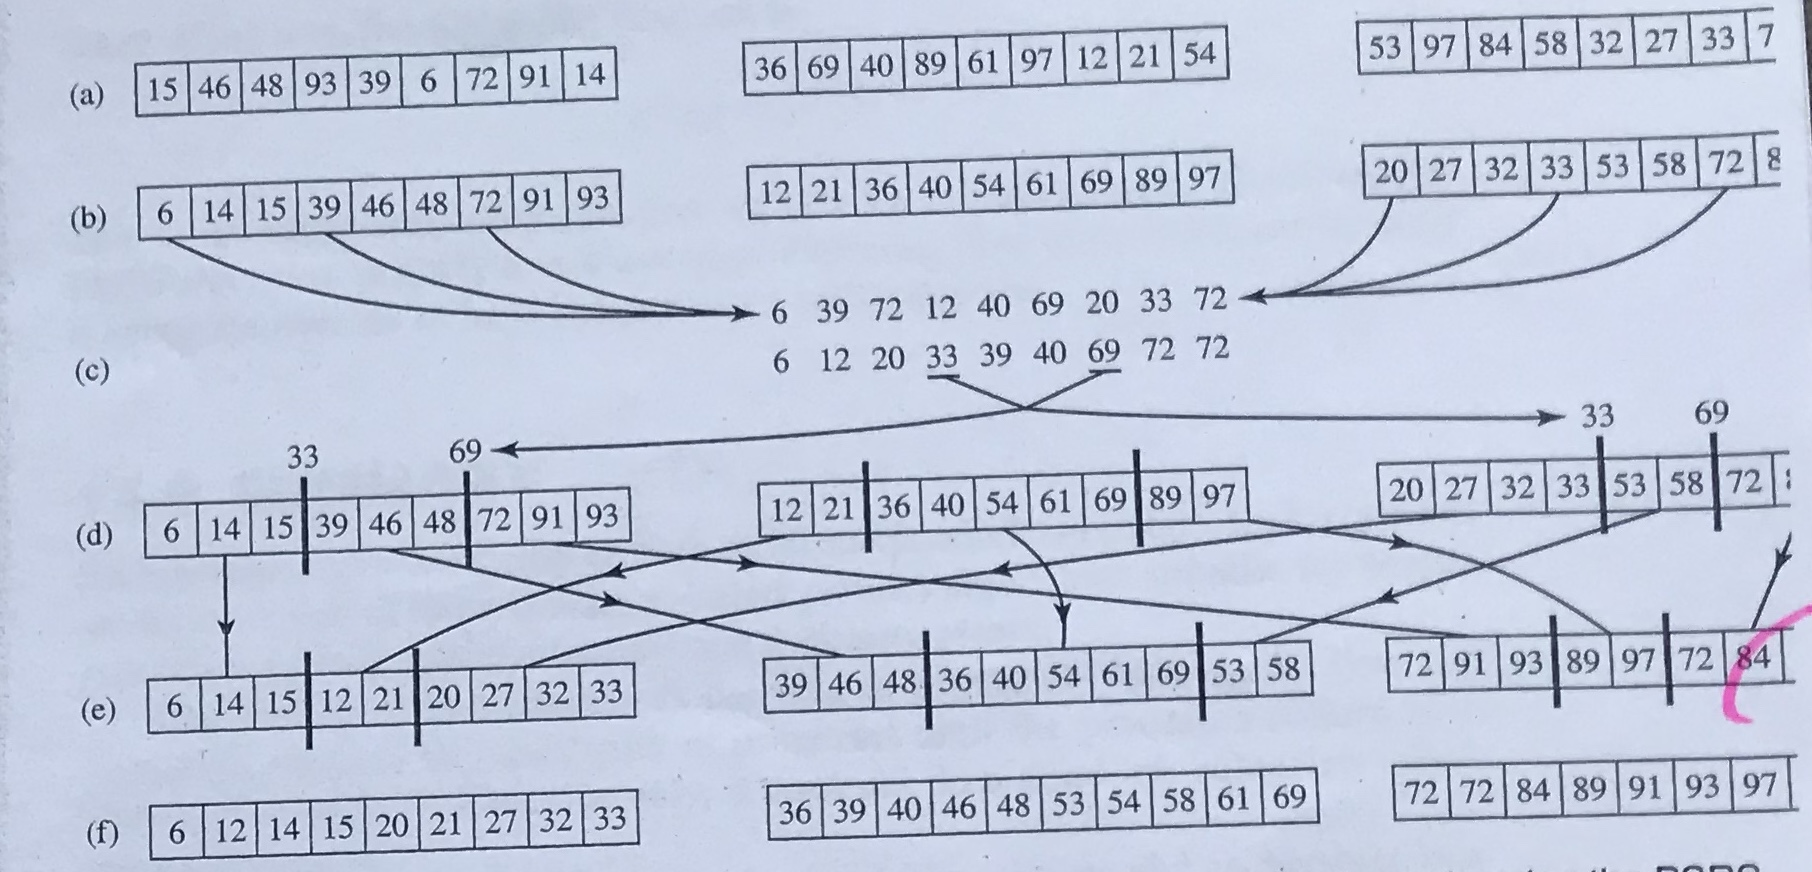 (a) 15 46 48 93 39 6 72 91 14 36 69 40 89 61 97 12 21 54 53 97 84 58 32 27 33 7
(b) 6 14 15 39 46 48 72 91 93 12 21 36 40 54 61 69 89 97 20 27 32 33 53 58 72 8
6 39 72 12 40 69 20 33 72
(c) 6 12 20 33 39 40 69 72 72
33 69 33 69
(d) 6 14 15 39 46 48 72 91 93 12 21 36 40 54 61 69 89 97 20 27 32 33 53 58 72
(e) 6 14 15 12 21 20 27 32 33 39 46 48 36 40 54 61 69 53 58 72 91 93 89 97 72 84
(f) 6 12 14 15 20 21 27 32 33 36 39 40 46 48 53 54 58 61 69 72 72 84 89 91 93 97